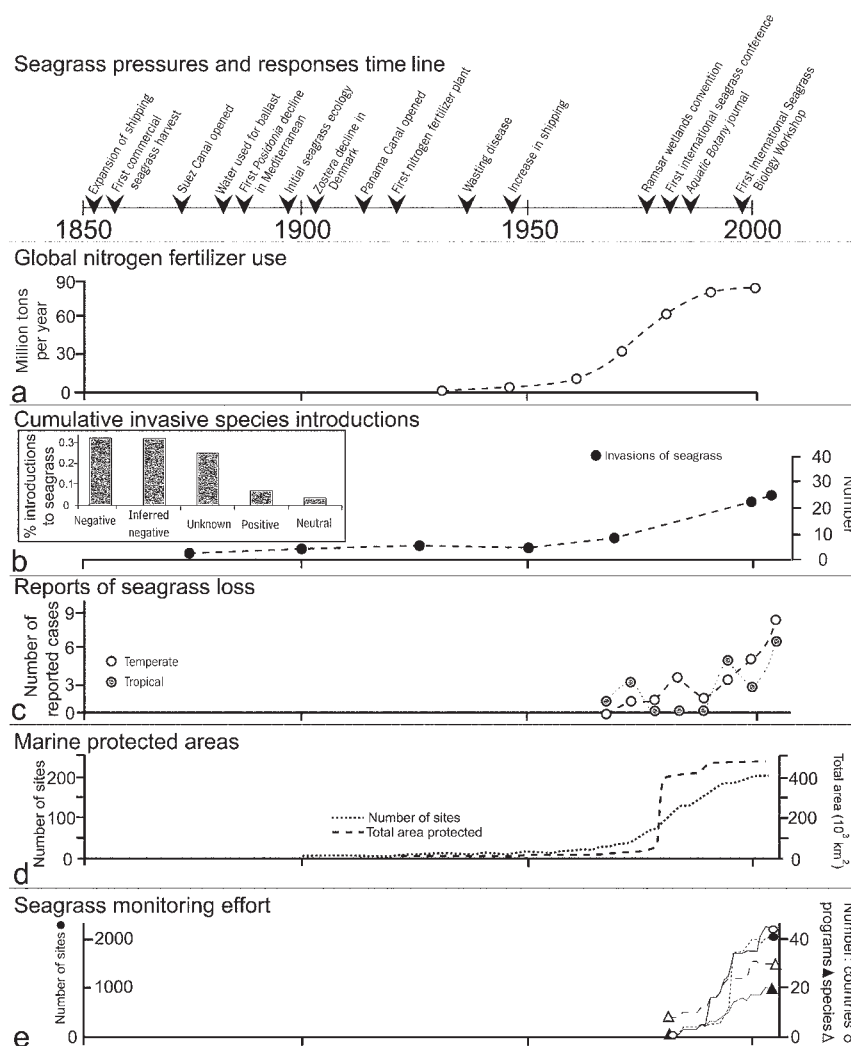 Seagrass pressures and responses time line
Expansion of shipping
First commercial
seagrass harvest
Suez Canal opened
Water used for ballast
First Posidonia decline
in Mediterranean
Initial seagrass ecology
Zostera decline in
Denmark
Panama Canal opened
First nitrogen fertilizer plant
Wasting disease
Increase in shipping
Ramsar wetlands convention
First international seagrass conference
Aquatic Botany journal
First International Seagrass
Biology Workshop
1850 1900 1950 2000
Global nitrogen fertilizer use
Million tons
per year
90
60
30
0
a
Cumulative invasive species introductions
% introductions
to seagrass
0.3
0.2
0.1
0
Negative
Inferred
negative
Unknown
Positive
Neutral
Invasions of seagrass
40
30
20
10
0
Number
b
Reports of seagrass loss
Number of
reported cases
9
6
3
0
Temperate
Tropical
c
Marine protected areas
Number of sites
200
100
0
Number of sites
Total area protected
400
200
0
Total area (10³ km²)
d
Seagrass monitoring effort
Number of sites ●
2000
1000
0
40
20
0
Number: countries o
programs ▲ species △
e